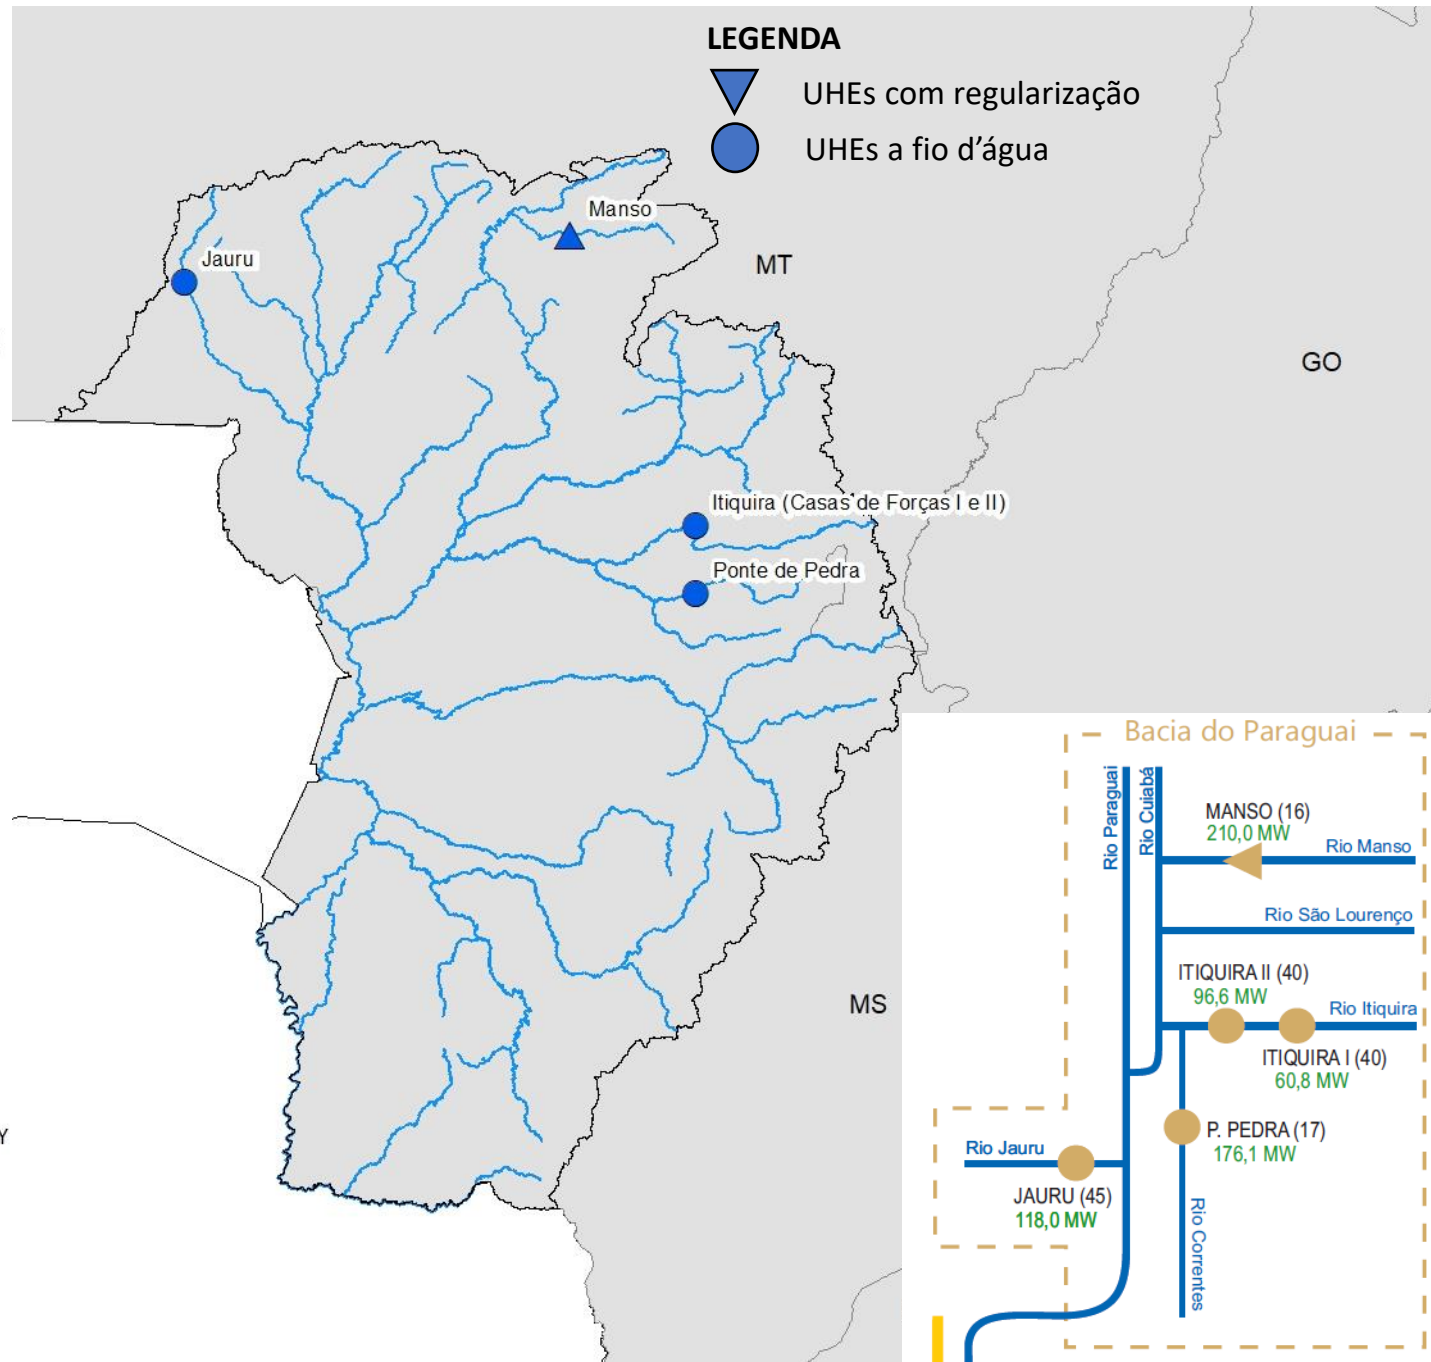 LEGENDA
UHEs com regularização
UHEs a fio d’água
Manso
Jauru
MT
GO
Itiquira (Casas de Forças I e II)
Ponte de Pedra
MS
Y
Bacia do Paraguai
Rio Paraguai
Rio Cuiabá
MANSO (16)
210,0 MW
Rio Manso
Rio São Lourenço
ITIQUIRA II (40)
96,6 MW
Rio Itiquira
ITIQUIRA I (40)
60,8 MW
P. PEDRA (17)
176,1 MW
Rio Jauru
JAURU (45)
118,0 MW
Rio Correntes